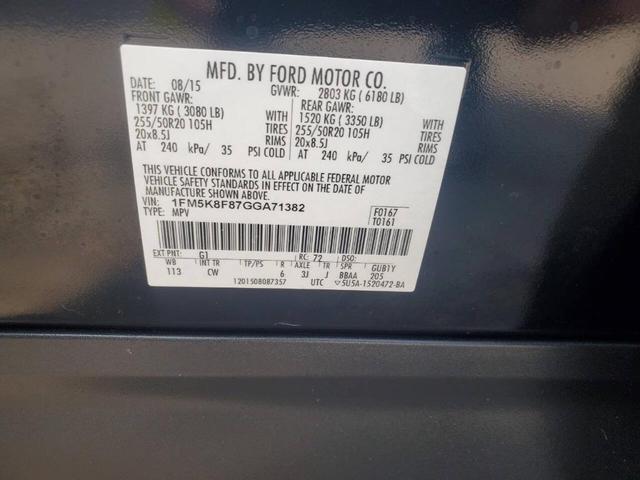 MFD. BY FORD MOTOR CO.
DATE: 08/15 GVWR: 2803 KG ( 6180 LB)
FRONT GAWR: REAR GAWR:
1397 KG ( 3080 LB) 1520 KG ( 3350 LB)
255/50R20 105H TIRES 255/50R20 105H TIRES
20x8.5J RIMS 20x8.5J RIMS
AT 240 kPa/ 35 PSI COLD AT 240 kPa/ 35 PSI COLD
THIS VEHICLE CONFORMS TO ALL APPLICABLE FEDERAL MOTOR
VEHICLE SAFETY STANDARDS IN EFFECT ON THE DATE OF
MANUFACTURE SHOWN ABOVE.
VIN: 1FM5K8F87GGA71382 F0167
TYPE: MPV T0161
EXT PNT: G1 RC: 72 DSO:
WB INT TR TP/PS R AXLE TR SPR GUB1Y
113 CW 6 3J J BBAA 205
1201508087357 UTC ▽5U5A-1520472-BA